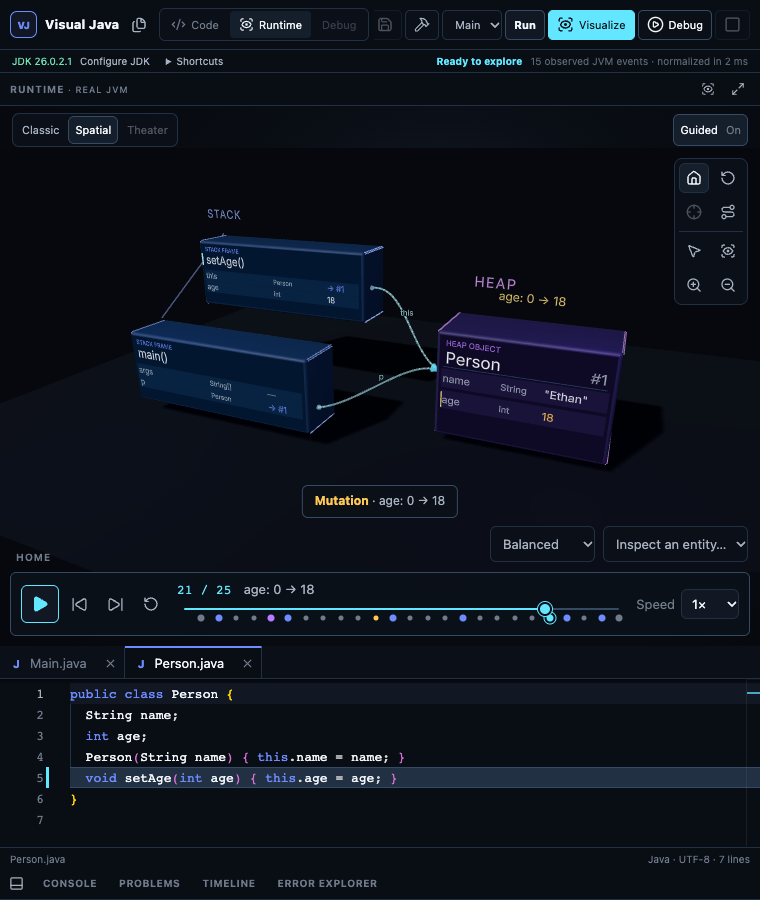 VJ Visual Java Code Runtime Debug Main Run Visualize Debug
JDK 26.0.2.1 Configure JDK Shortcuts Ready to explore 15 observed JVM events · normalized in 2 ms
RUNTIME · REAL JVM
Classic Spatial Theater Guided On
STACK
STACK FRAME
setAge()
this Person → #1
age int 18
this
HEAP
age: 0 → 18
STACK FRAME
main()
args String[] —
p Person → #1
p
HEAP OBJECT
Person #1
name String "Ethan"
age int 18
Mutation · age: 0 → 18
Balanced Inspect an entity...
HOME
21 / 25 age: 0 → 18
Speed 1×
J Main.java × J Person.java ×
1 public class Person {
2 String name;
3 int age;
4 Person(String name) { this.name = name; }
5 void setAge(int age) { this.age = age; }
6 }
7
Person.java Java · UTF-8 · 7 lines
CONSOLE PROBLEMS TIMELINE ERROR EXPLORER